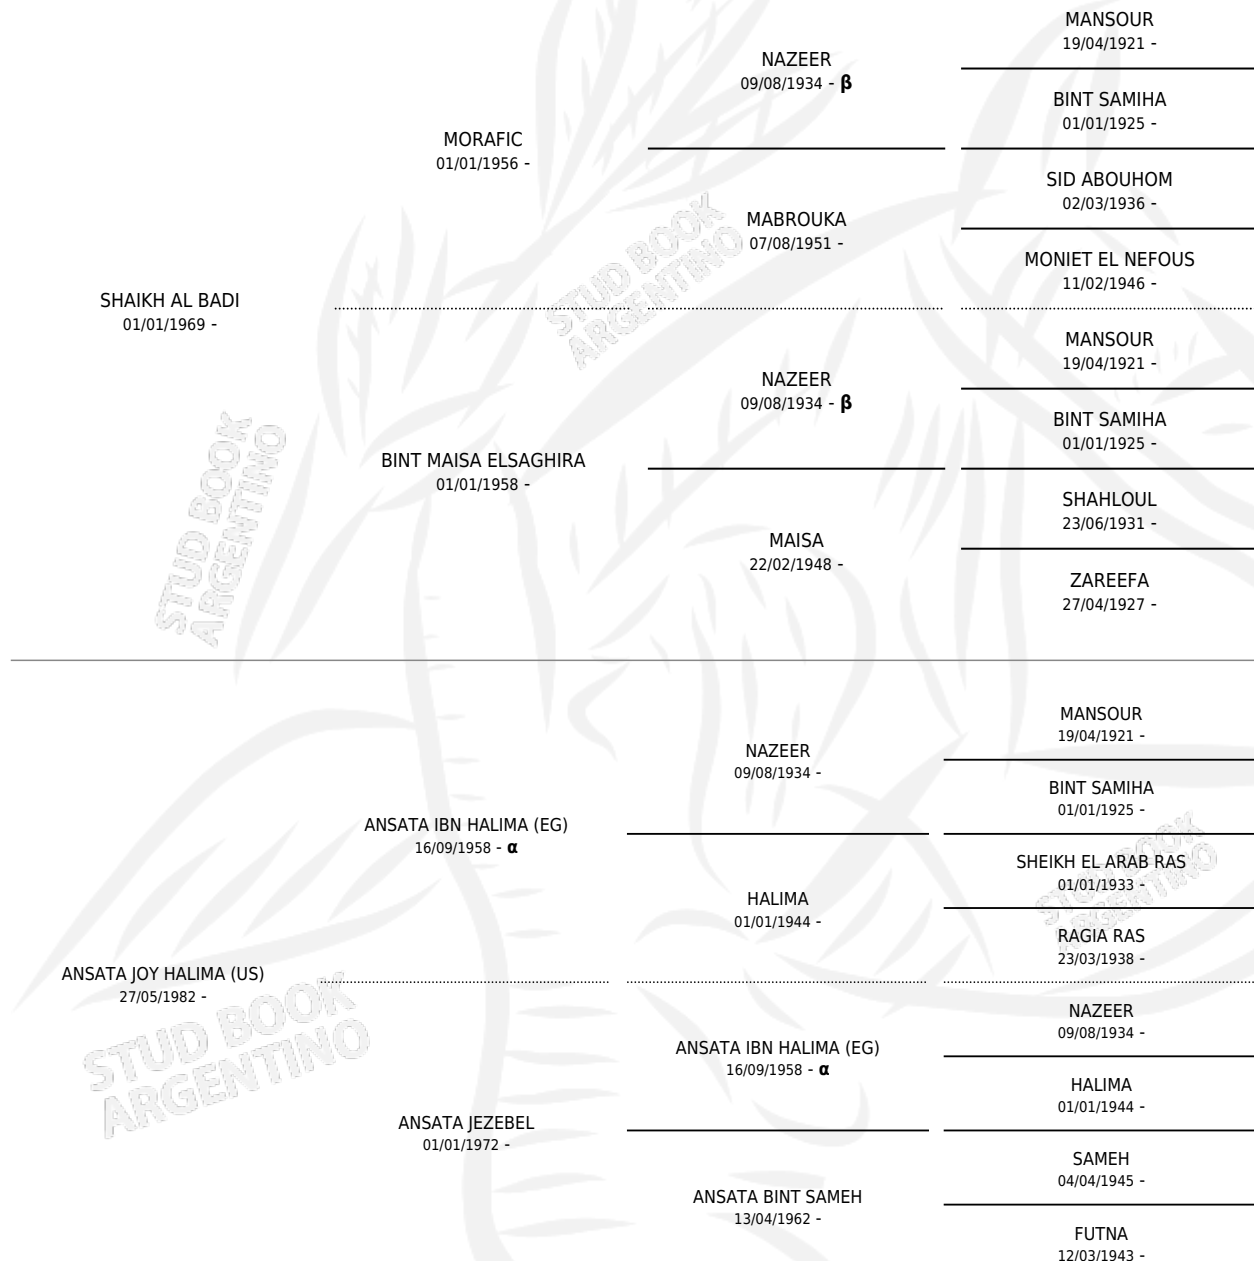 MANSOUR
19/04/1921 -
NAZEER
09/08/1934 - β
BINT SAMIHA
01/01/1925 -
MORAFIC
01/01/1956 -
SID ABOUHOM
02/03/1936 -
MABROUKA
07/08/1951 -
MONIET EL NEFOUS
11/02/1946 -
SHAIKH AL BADI
01/01/1969 -
MANSOUR
19/04/1921 -
NAZEER
09/08/1934 - β
BINT SAMIHA
01/01/1925 -
BINT MAISA ELSAGHIRA
01/01/1958 -
SHAHLOUL
23/06/1931 -
MAISA
22/02/1948 -
ZAREEFA
27/04/1927 -
MANSOUR
19/04/1921 -
NAZEER
09/08/1934 -
BINT SAMIHA
01/01/1925 -
ANSATA IBN HALIMA (EG)
16/09/1958 - α
SHEIKH EL ARAB RAS
01/01/1933 -
HALIMA
01/01/1944 -
RAGIA RAS
23/03/1938 -
ANSATA JOY HALIMA (US)
27/05/1982 -
NAZEER
09/08/1934 -
ANSATA IBN HALIMA (EG)
16/09/1958 - α
HALIMA
01/01/1944 -
ANSATA JEZEBEL
01/01/1972 -
SAMEH
04/04/1945 -
ANSATA BINT SAMEH
13/04/1962 -
FUTNA
12/03/1943 -
STUD BOOK
ARGENTINO
STUD BOOK
ARGENTINO
STUD BOOK
ARGENTINO
STUD BOOK
ARGENTINO